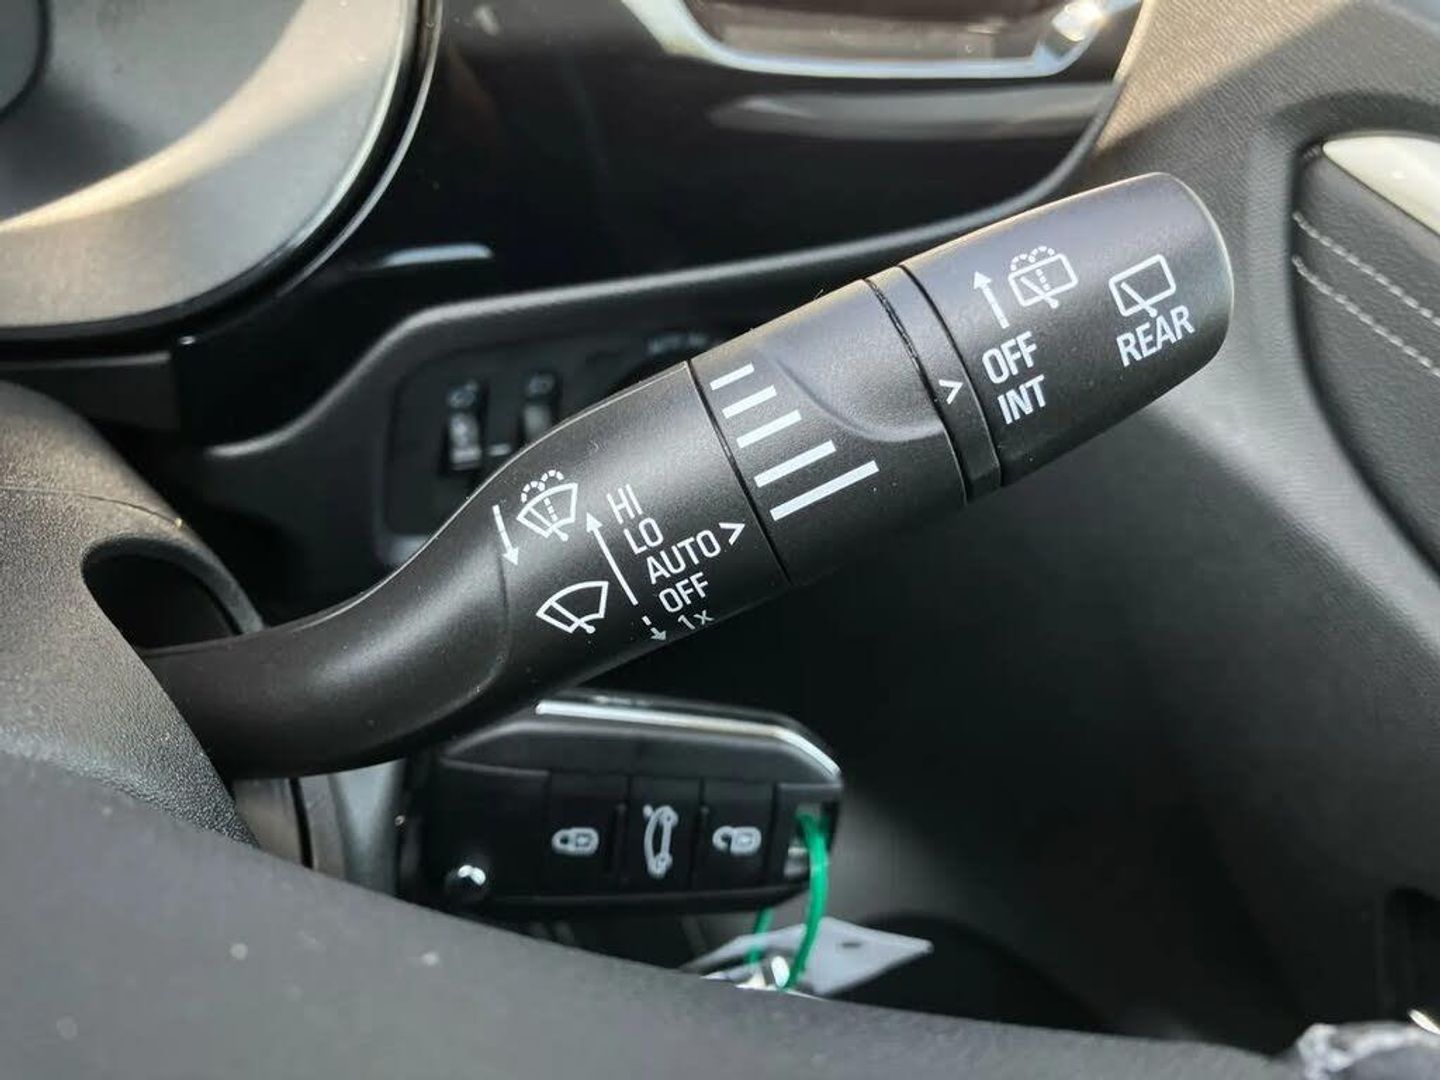 HI
LO
AUTO >
OFF
1x
> OFF
INT
REAR